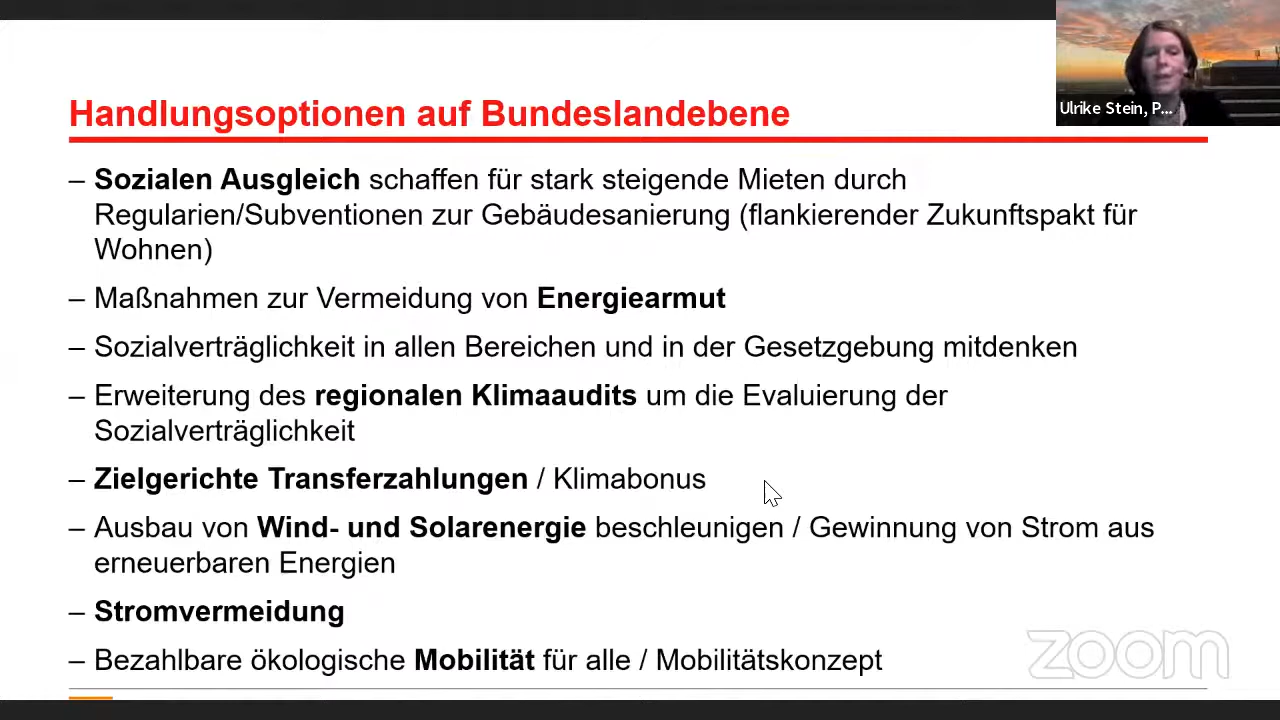 Ulrike Stein, P...
Handlungsoptionen auf Bundeslandebene
– Sozialen Ausgleich schaffen für stark steigende Mieten durch
Regularien/Subventionen zur Gebäudesanierung (flankierender Zukunftspakt für
Wohnen)
– Maßnahmen zur Vermeidung von Energiearmut
– Sozialverträglichkeit in allen Bereichen und in der Gesetzgebung mitdenken
– Erweiterung des regionalen Klimaaudits um die Evaluierung der
Sozialverträglichkeit
– Zielgerichte Transferzahlungen / Klimabonus
– Ausbau von Wind- und Solarenergie beschleunigen / Gewinnung von Strom aus
erneuerbaren Energien
– Stromvermeidung
– Bezahlbare ökologische Mobilität für alle / Mobilitätskonzept
zoom